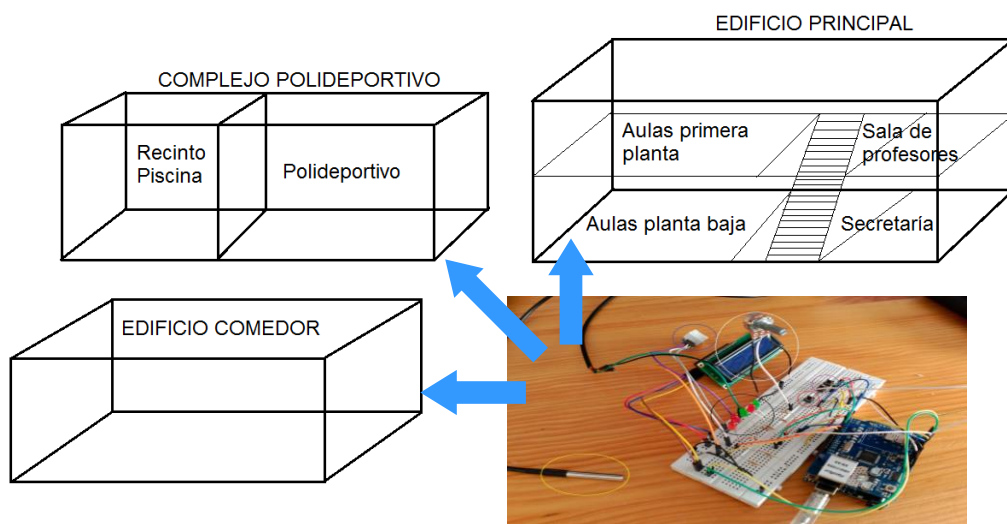 EDIFICIO PRINCIPAL
COMPLEJO POLIDEPORTIVO
Recinto
Piscina
Polideportivo
Aulas primera
planta
Sala de
profesores
Aulas planta baja
Secretaría
EDIFICIO COMEDOR